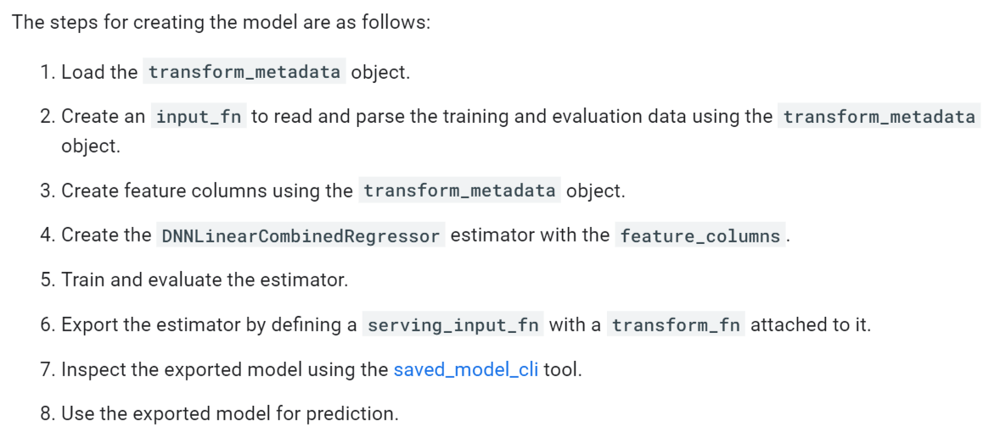 The steps for creating the model are as follows:
1. Load the transform_metadata object.
2. Create an input_fn to read and parse the training and evaluation data using the transform_metadata
object.
3. Create feature columns using the transform_metadata object.
4. Create the DNNLinearCombinedRegressor estimator with the feature_columns.
5. Train and evaluate the estimator.
6. Export the estimator by defining a serving_input_fn with a transform_fn attached to it.
7. Inspect the exported model using the saved_model_cli tool.
8. Use the exported model for prediction.